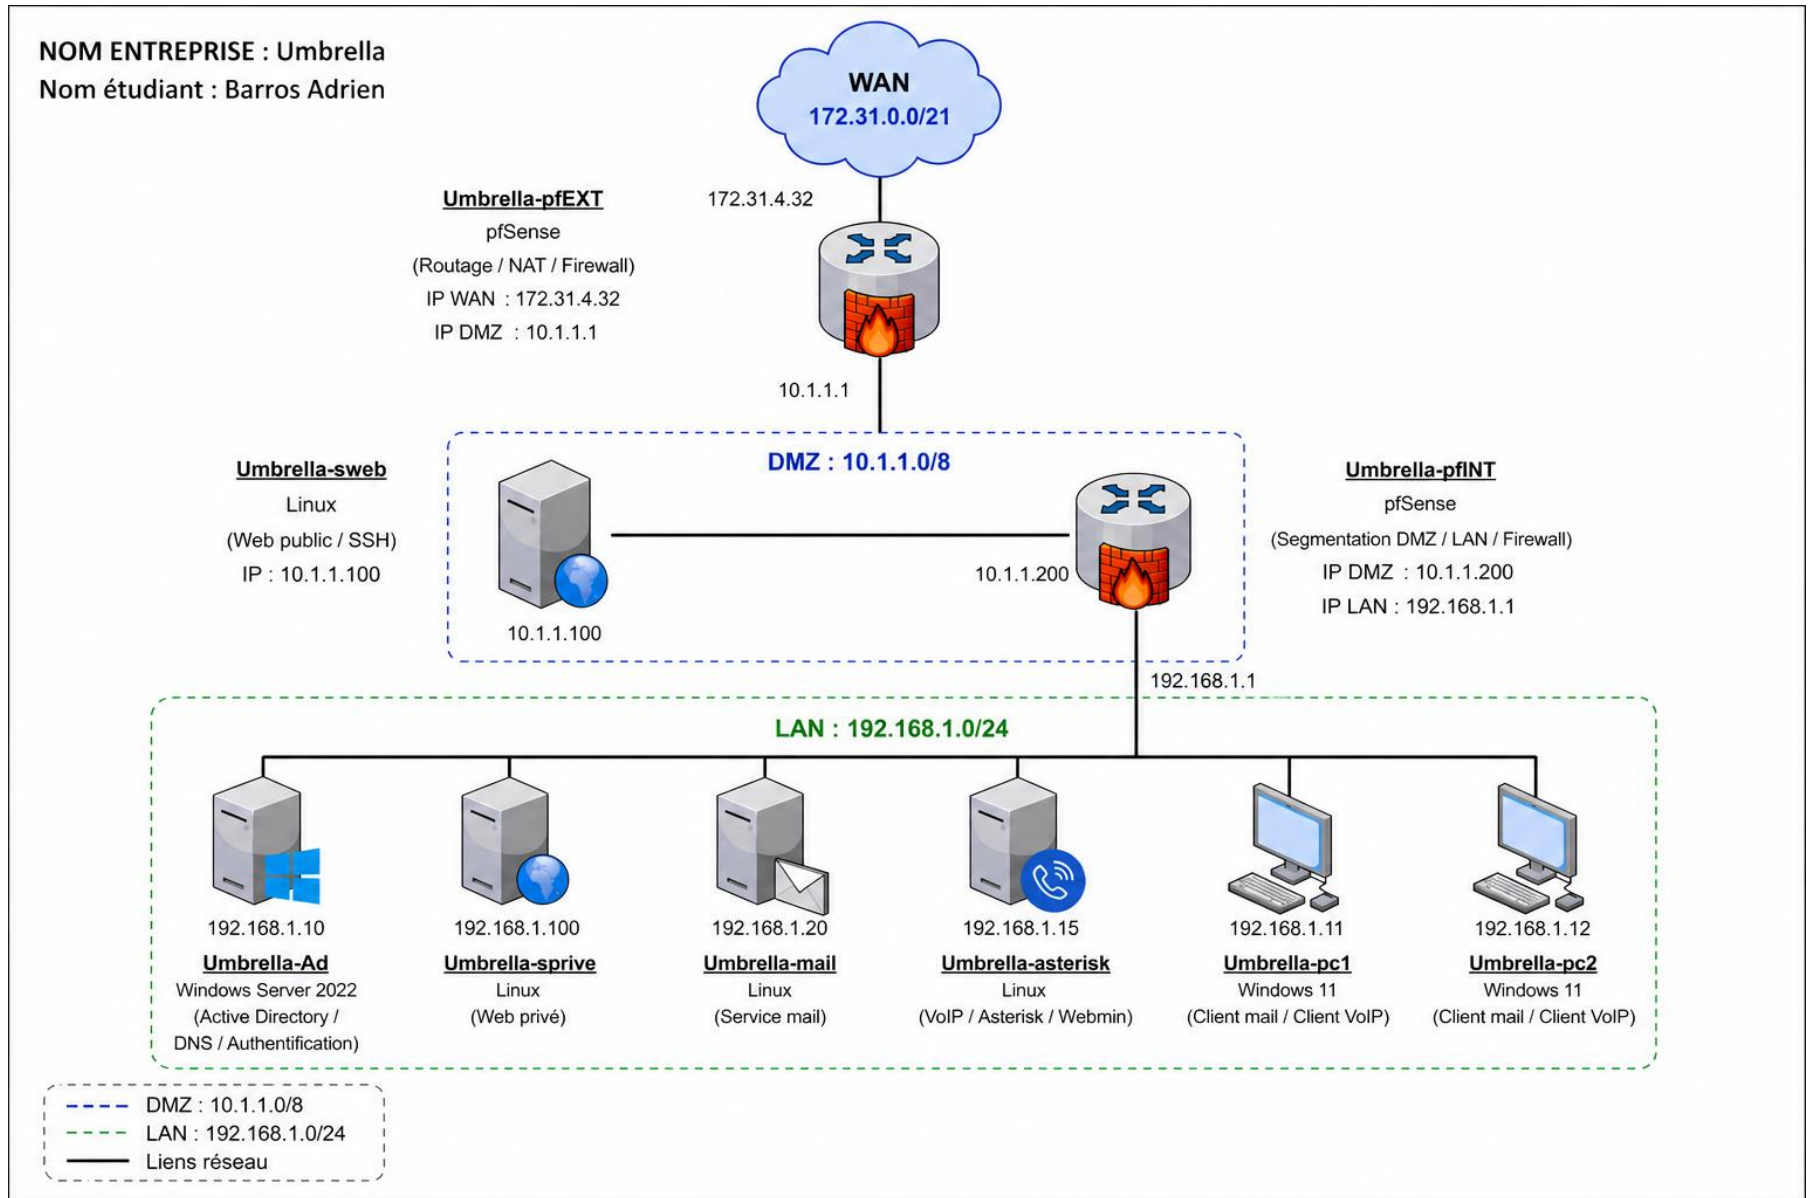 NOM ENTREPRISE : Umbrella
Nom étudiant : Barros Adrien
WAN
172.31.0.0/21
172.31.4.32
Umbrella-pfEXT
pfSense
(Routage / NAT / Firewall)
IP WAN : 172.31.4.32
IP DMZ : 10.1.1.1
10.1.1.1
DMZ : 10.1.1.0/8
Umbrella-sweb
Linux
(Web public / SSH)
IP : 10.1.1.100
10.1.1.100
10.1.1.200
Umbrella-pfINT
pfSense
(Segmentation DMZ / LAN / Firewall)
IP DMZ : 10.1.1.200
IP LAN : 192.168.1.1
192.168.1.1
LAN : 192.168.1.0/24
192.168.1.10
Umbrella-Ad
Windows Server 2022
(Active Directory /
DNS / Authentification)
192.168.1.100
Umbrella-sprive
Linux
(Web privé)
192.168.1.20
Umbrella-mail
Linux
(Service mail)
192.168.1.15
Umbrella-asterisk
Linux
(VoIP / Asterisk / Webmin)
192.168.1.11
Umbrella-pc1
Windows 11
(Client mail / Client VoIP)
192.168.1.12
Umbrella-pc2
Windows 11
(Client mail / Client VoIP)
DMZ : 10.1.1.0/8
LAN : 192.168.1.0/24
Liens réseau